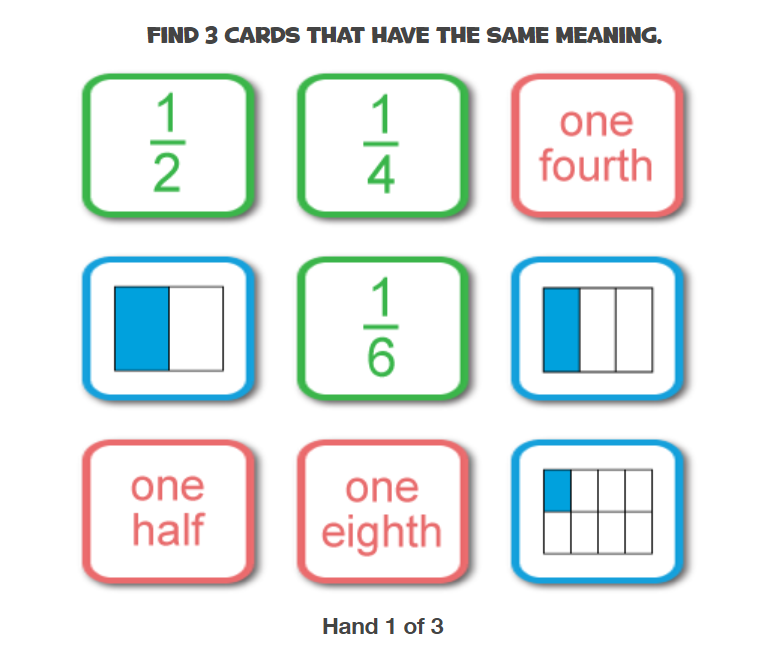 FIND 3 CARDS THAT HAVE THE SAME MEANING.
1
2
1
4
one
fourth
1
6
one
half
one
eighth
Hand 1 of 3